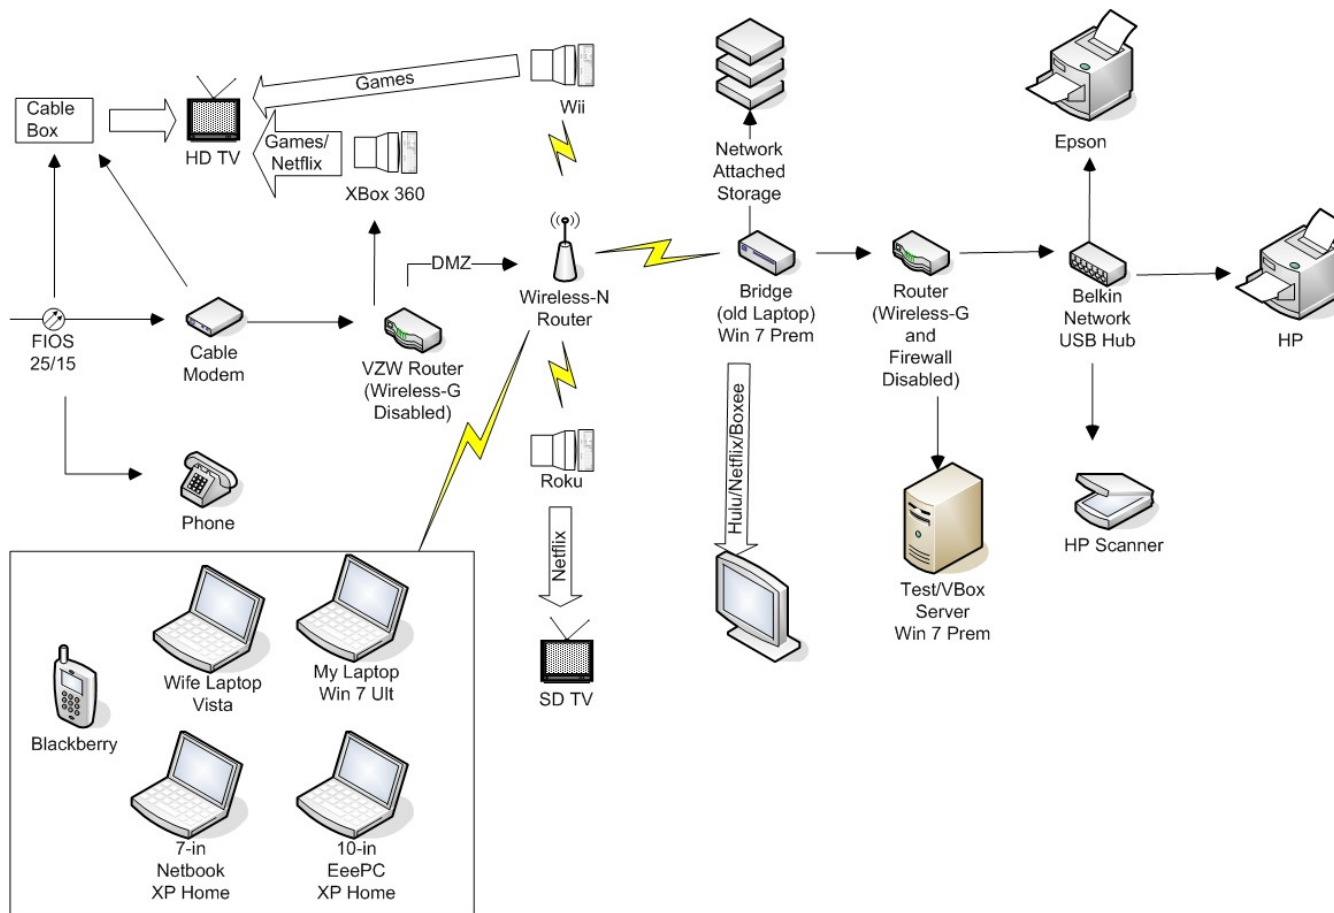 Games
Wii
Cable
Box
HD TV
Games/
Netflix
XBox 360
Network
Attached
Storage
Epson
DMZ
Wireless-N
Router
Bridge
(old Laptop)
Win 7 Prem
Router
(Wireless-G
and
Firewall
Disabled)
Belkin
Network
USB Hub
HP
FIOS
25/15
Cable
Modem
VZW Router
(Wireless-G
Disabled)
Phone
Roku
Netflix
SD TV
Hulu/Netflix/Boxee
Test/VBox
Server
Win 7 Prem
HP Scanner
Blackberry
Wife Laptop
Vista
My Laptop
Win 7 Ult
7-in
Netbook
XP Home
10-in
EeePC
XP Home